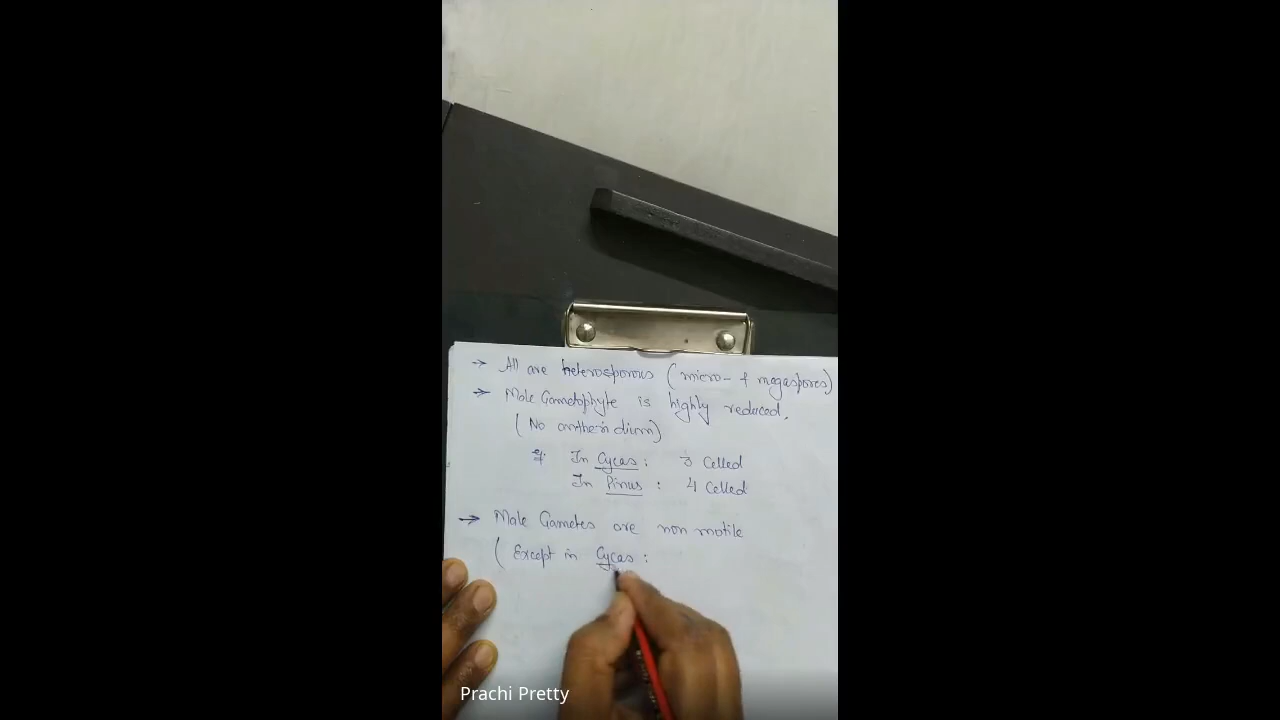 → All are heterosporous (micro- & megaspores)
→ Male Gametophyte is highly reduced.
(No antheridium)
In Cycas : 3 Celled
In Pinus : 4 Celled
→ Male Gametes are non motile
(Except in Cycas :
Prachi Pretty